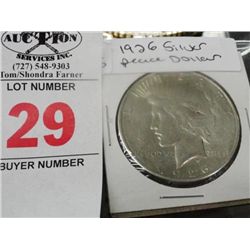 AUCTION
SERVICES INC.
(727) 548-9303
Tom/Shondra Farner
LOT NUMBER
29
BUYER NUMBER
1926 Silver
peace Dollar